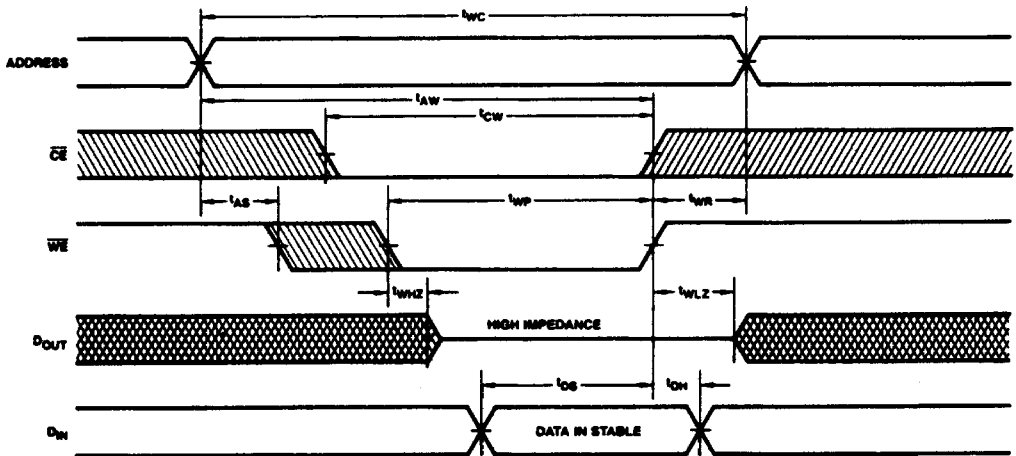 tWC
ADDRESS
tAW
tCW
CE
tAS
tWP
tWR
WE
tWHZ
tWLZ
HIGH IMPEDANCE
DOUT
tDS
tDH
DIN
DATA IN STABLE